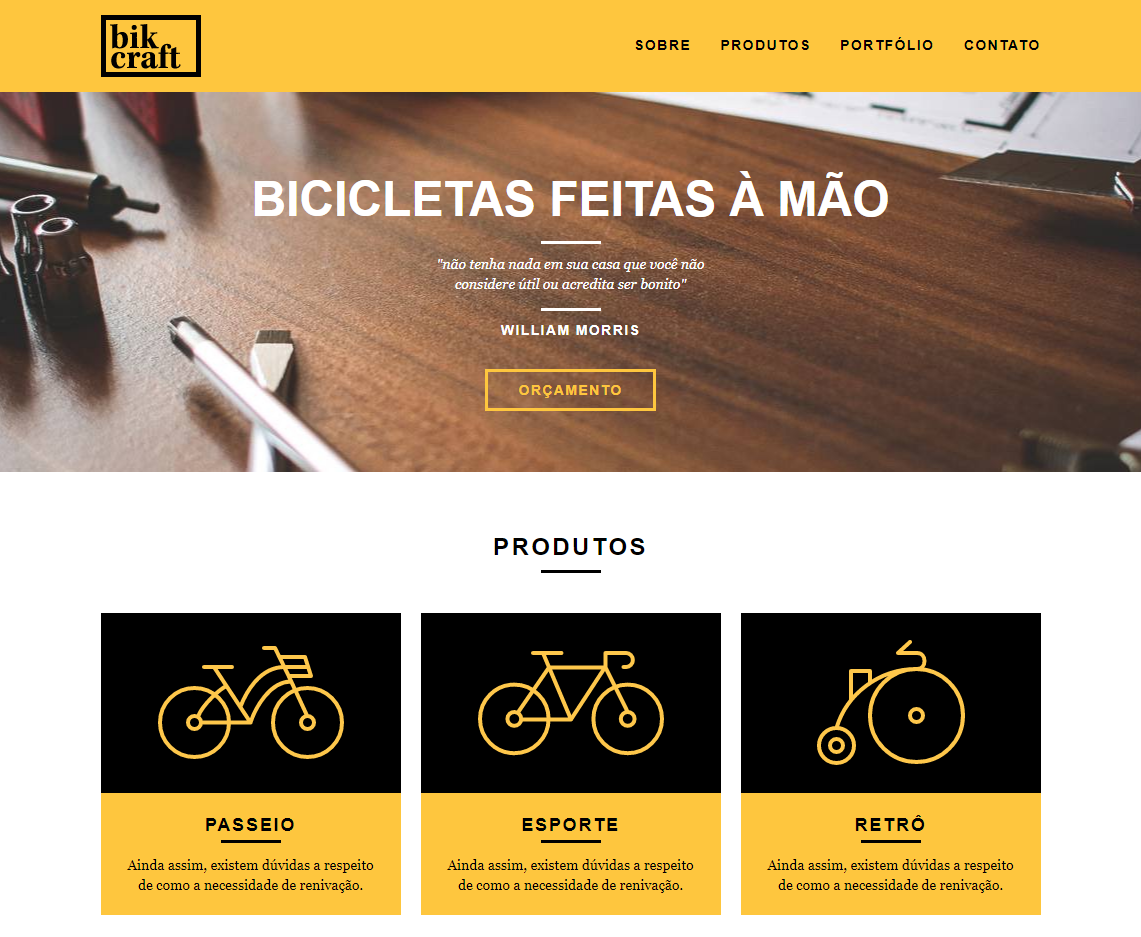 bik
craft
SOBRE PRODUTOS PORTFÓLIO CONTATO
BICICLETAS FEITAS À MÃO
"não tenha nada em sua casa que você não
considere útil ou acredita ser bonito"
WILLIAM MORRIS
ORÇAMENTO
PRODUTOS
PASSEIO
Ainda assim, existem dúvidas a respeito
de como a necessidade de renivação.
ESPORTE
Ainda assim, existem dúvidas a respeito
de como a necessidade de renivação.
RETRÔ
Ainda assim, existem dúvidas a respeito
de como a necessidade de renivação.